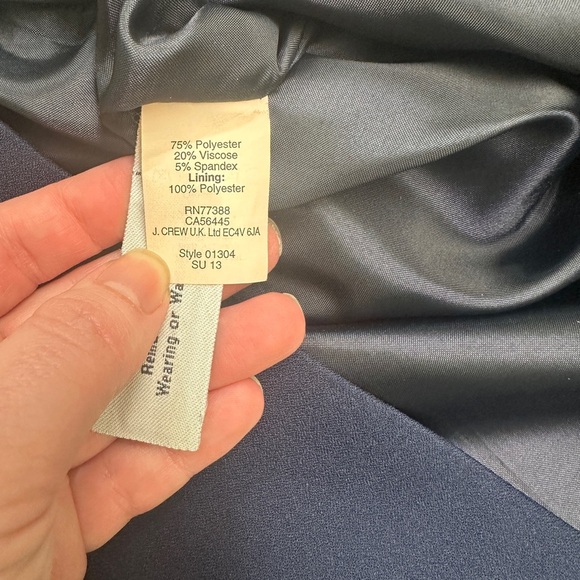 75% Polyester
20% Viscose
5% Spandex
Lining:
100% Polyester
RN77388
CA56445
J. CREW U.K. Ltd EC4V 6JA
Style 01304
SU 13
Wearing or